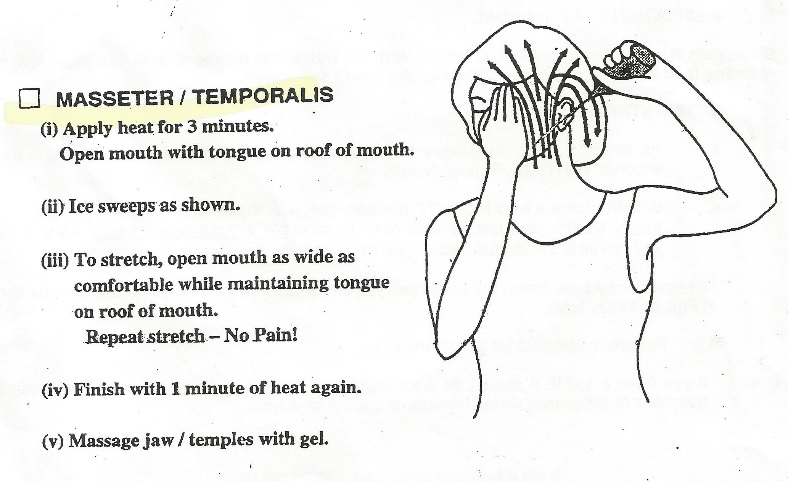 MASSETER / TEMPORALIS
(i) Apply heat for 3 minutes.
Open mouth with tongue on roof of mouth.
(ii) Ice sweeps as shown.
(iii) To stretch, open mouth as wide as
comfortable while maintaining tongue
on roof of mouth.
Repeat stretch – No Pain!
(iv) Finish with 1 minute of heat again.
(v) Massage jaw / temples with gel.